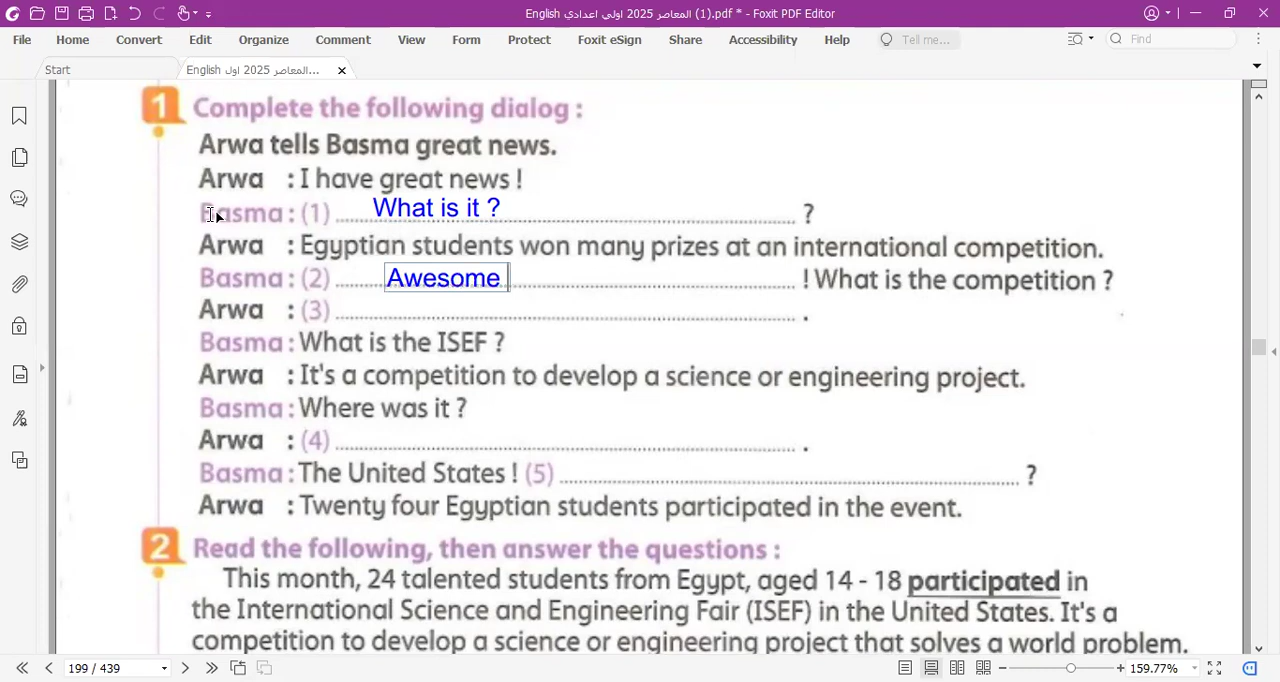 English المعاصر 2025 اولي اعدادي (1).pdf * - Foxit PDF Editor
File Home Convert Edit Organize Comment View Form Protect Foxit eSign Share Accessibility Help Tell me... Find
Start English المعاصر 2025 اول...
1 Complete the following dialog :
Arwa tells Basma great news.
Arwa : I have great news !
Basma : (1) What is it ? ?
Arwa : Egyptian students won many prizes at an international competition.
Basma : (2) Awesome ! What is the competition ?
Arwa : (3) .
Basma : What is the ISEF ?
Arwa : It's a competition to develop a science or engineering project.
Basma : Where was it ?
Arwa : (4) .
Basma : The United States ! (5) ?
Arwa : Twenty four Egyptian students participated in the event.
2 Read the following, then answer the questions :
This month, 24 talented students from Egypt, aged 14 - 18 participated in
the International Science and Engineering Fair (ISEF) in the United States. It's a
competition to develop a science or engineering project that solves a world problem.
199 / 439 159.77%